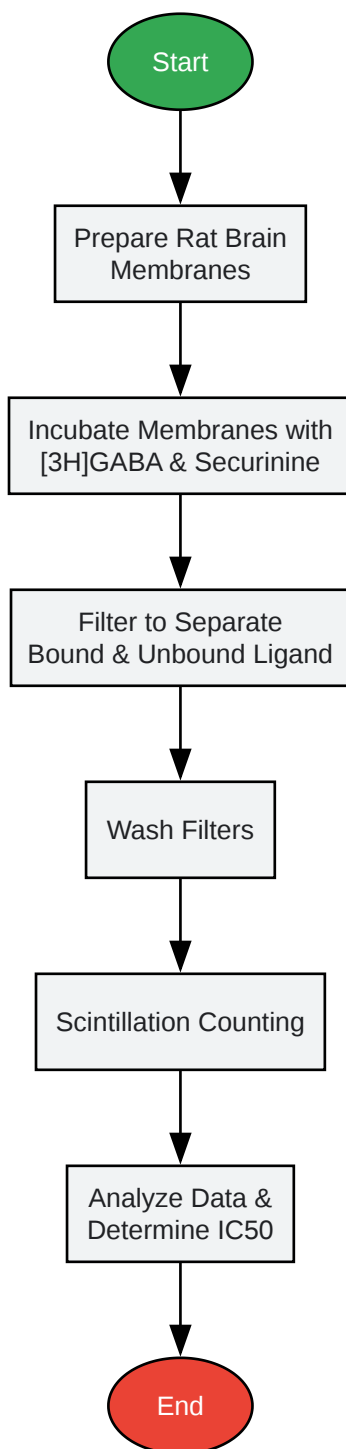 Start
Prepare Rat Brain
Membranes
Incubate Membranes with
[3H]GABA & Securinine
Filter to Separate
Bound & Unbound Ligand
Wash Filters
Scintillation Counting
Analyze Data &
Determine IC50
End